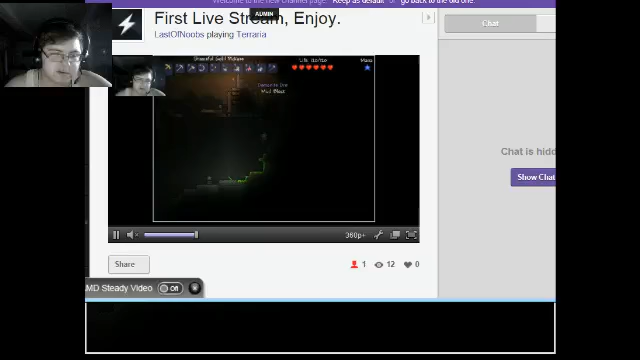 Welcome to the new channel page. Keep as default or go back to the old one.
ADMIN
First Live Stream, Enjoy.
LastOfNoobs playing Terraria
Chat
Life
Mana
Chat is hidd
Show Chat
360p+
Share
1 12 0
MD Steady Video Off